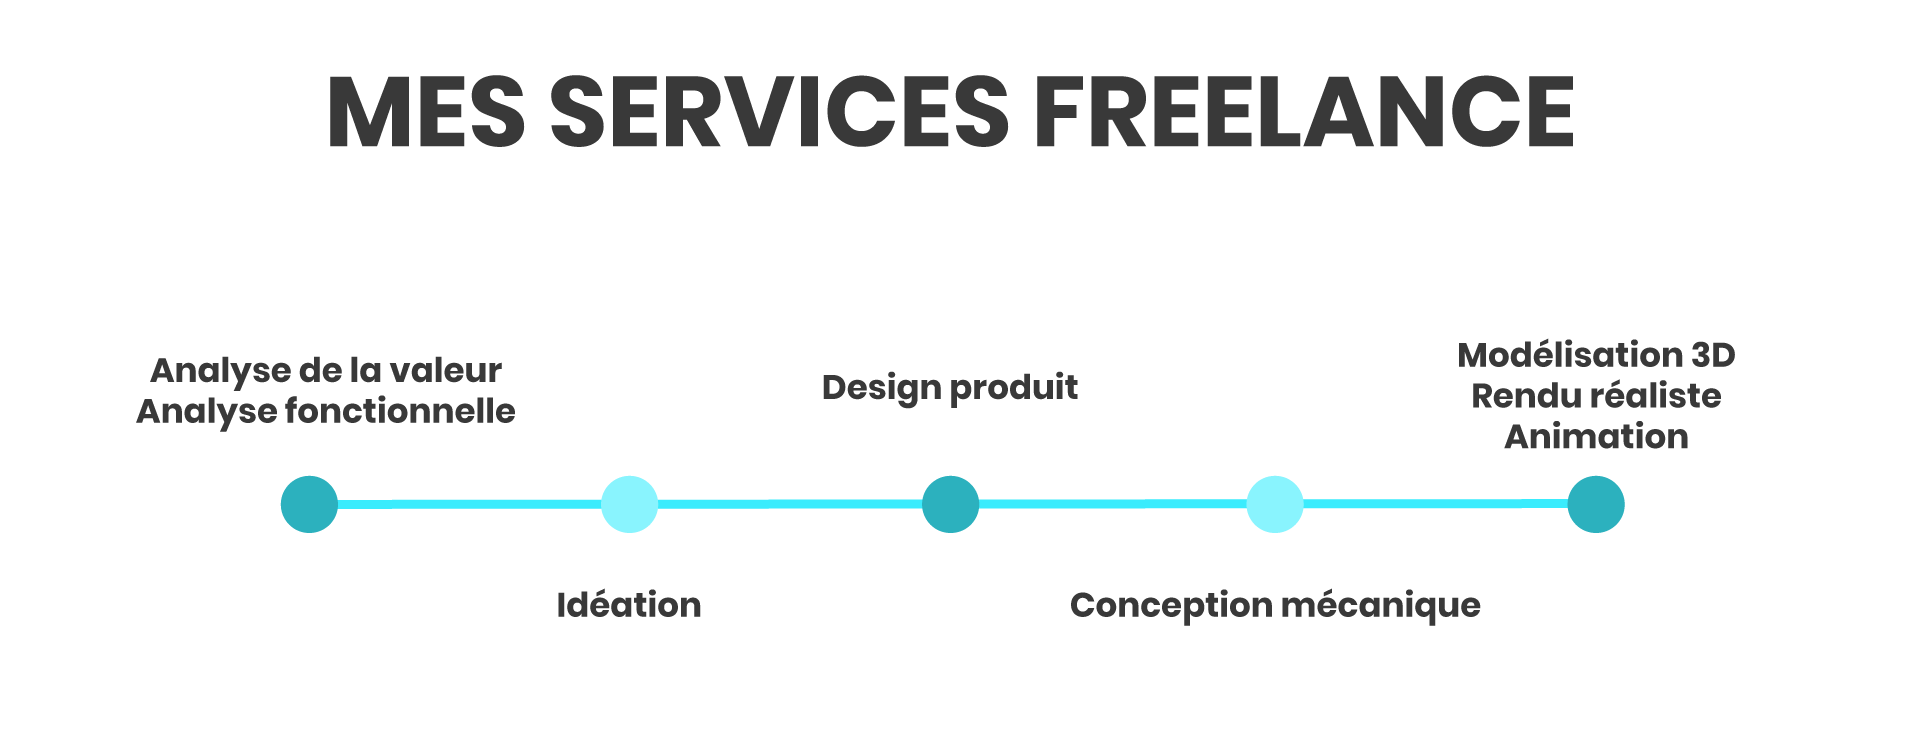 MES SERVICES FREELANCE
Analyse de la valeur
Analyse fonctionnelle
Idéation
Design produit
Conception mécanique
Modélisation 3D
Rendu réaliste
Animation